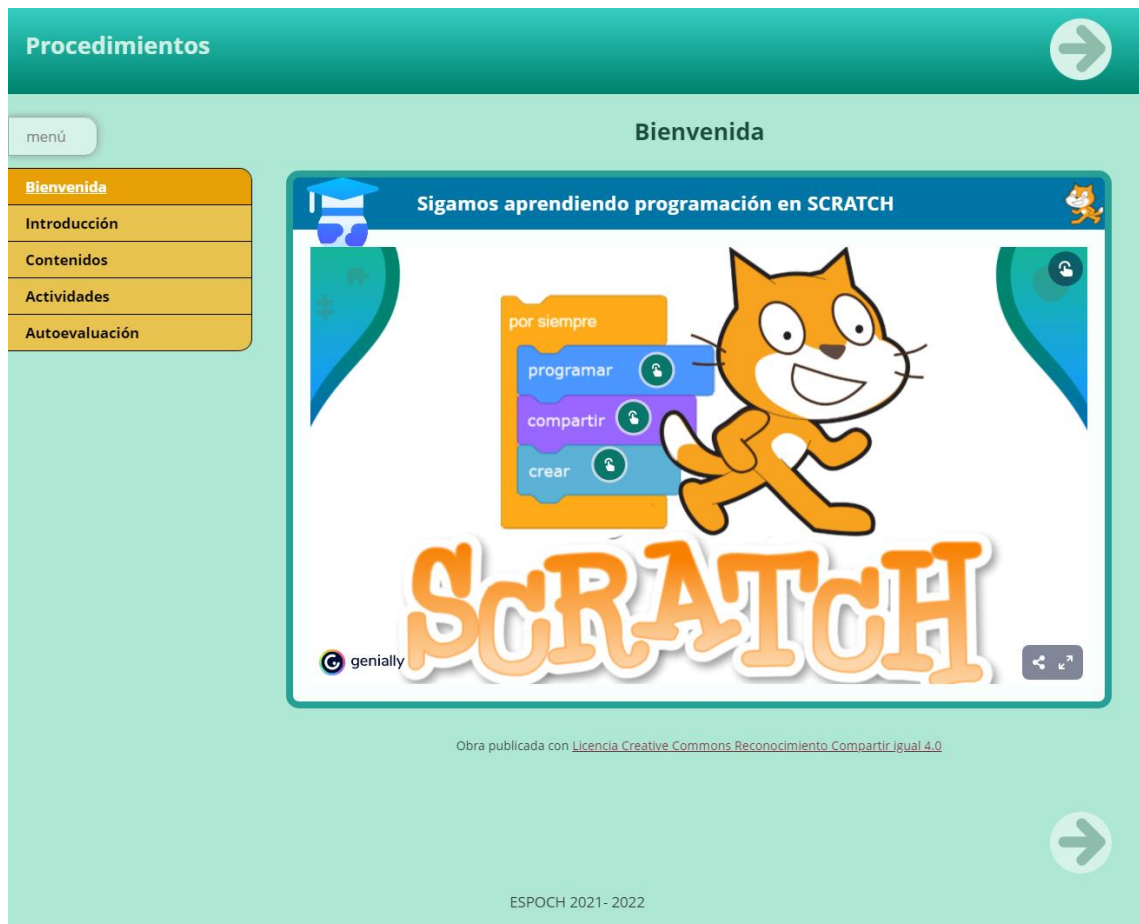 Procedimientos
menú
Bienvenida
Introducción
Contenidos
Actividades
Autoevaluación
Bienvenida
Sigamos aprendiendo programación en SCRATCH
por siempre
programar
compartir
crear
SCRATCH
genially
Obra publicada con Licencia Creative Commons Reconocimiento Compartir igual 4.0
ESPOCH 2021- 2022